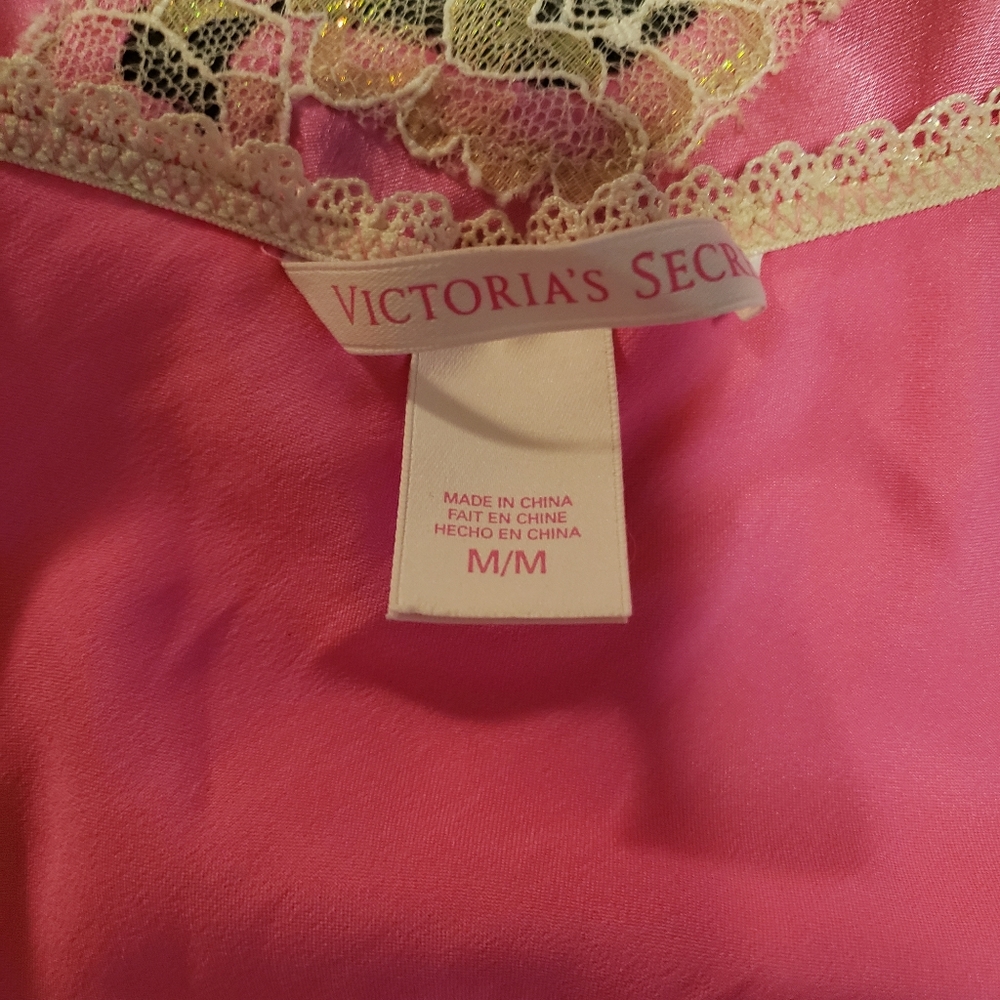 VICTORIA'S SECR
MADE IN CHINA
FAIT EN CHINE
HECHO EN CHINA
M/M